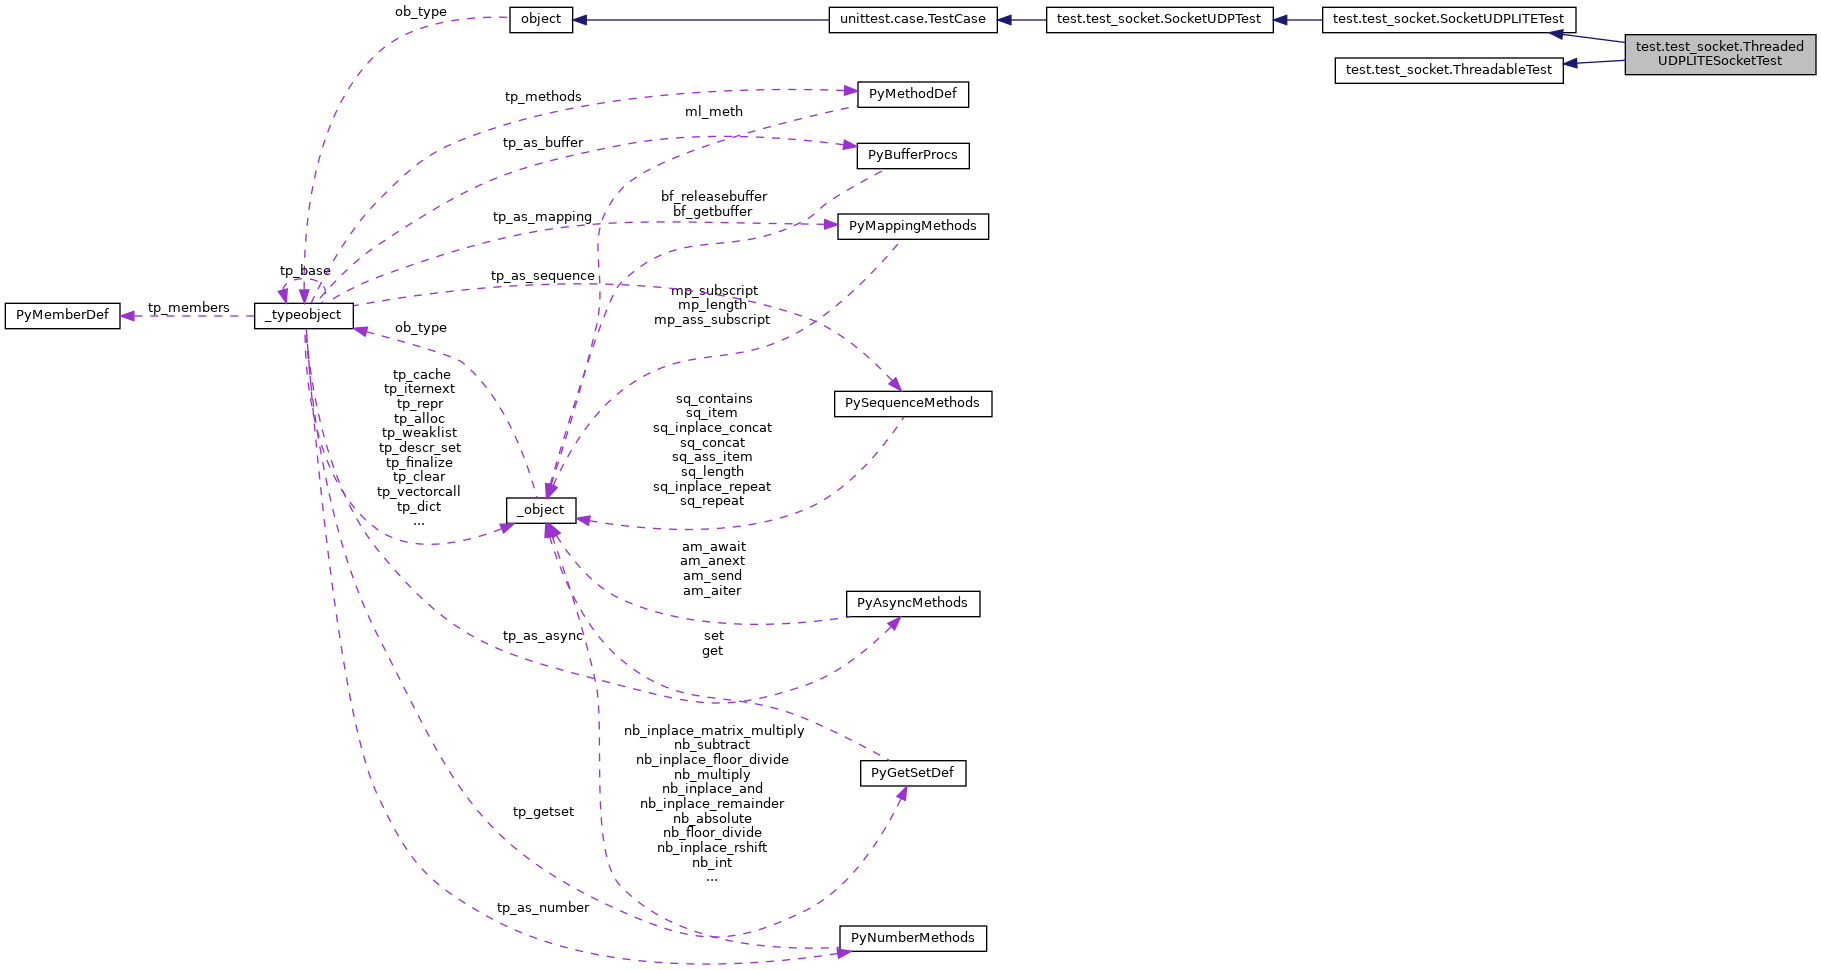 ob_type
object
unittest.case.TestCase
test.test_socket.SocketUDPTest
test.test_socket.SocketUDPLITETest
test.test_socket.Threaded
UDPLITESocketTest
test.test_socket.ThreadableTest
tp_methods
PyMethodDef
ml_meth
tp_as_buffer
PyBufferProcs
bf_releasebuffer
bf_getbuffer
tp_as_mapping
PyMappingMethods
tp_base
tp_as_sequence
mp_subscript
mp_length
mp_ass_subscript
PyMemberDef
tp_members
_typeobject
ob_type
tp_cache
tp_iternext
tp_repr
tp_alloc
tp_weaklist
tp_descr_set
tp_finalize
tp_clear
tp_vectorcall
tp_dict
...
PySequenceMethods
sq_contains
sq_item
sq_inplace_concat
sq_concat
sq_ass_item
sq_length
sq_inplace_repeat
sq_repeat
_object
am_await
am_anext
am_send
am_aiter
PyAsyncMethods
tp_as_async
set
get
nb_inplace_matrix_multiply
nb_subtract
nb_inplace_floor_divide
nb_multiply
nb_inplace_and
nb_inplace_remainder
nb_absolute
nb_floor_divide
nb_inplace_rshift
nb_int
...
PyGetSetDef
tp_getset
tp_as_number
PyNumberMethods